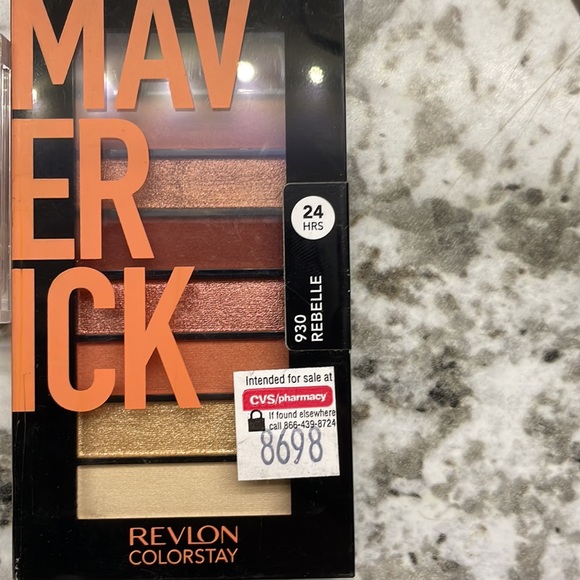 MAV
ER
ICK
24
HRS
930
REBELLE
Intended for sale at
CVS/pharmacy
If found elsewhere
call 866-439-8724
8698
REVLON
COLORSTAY